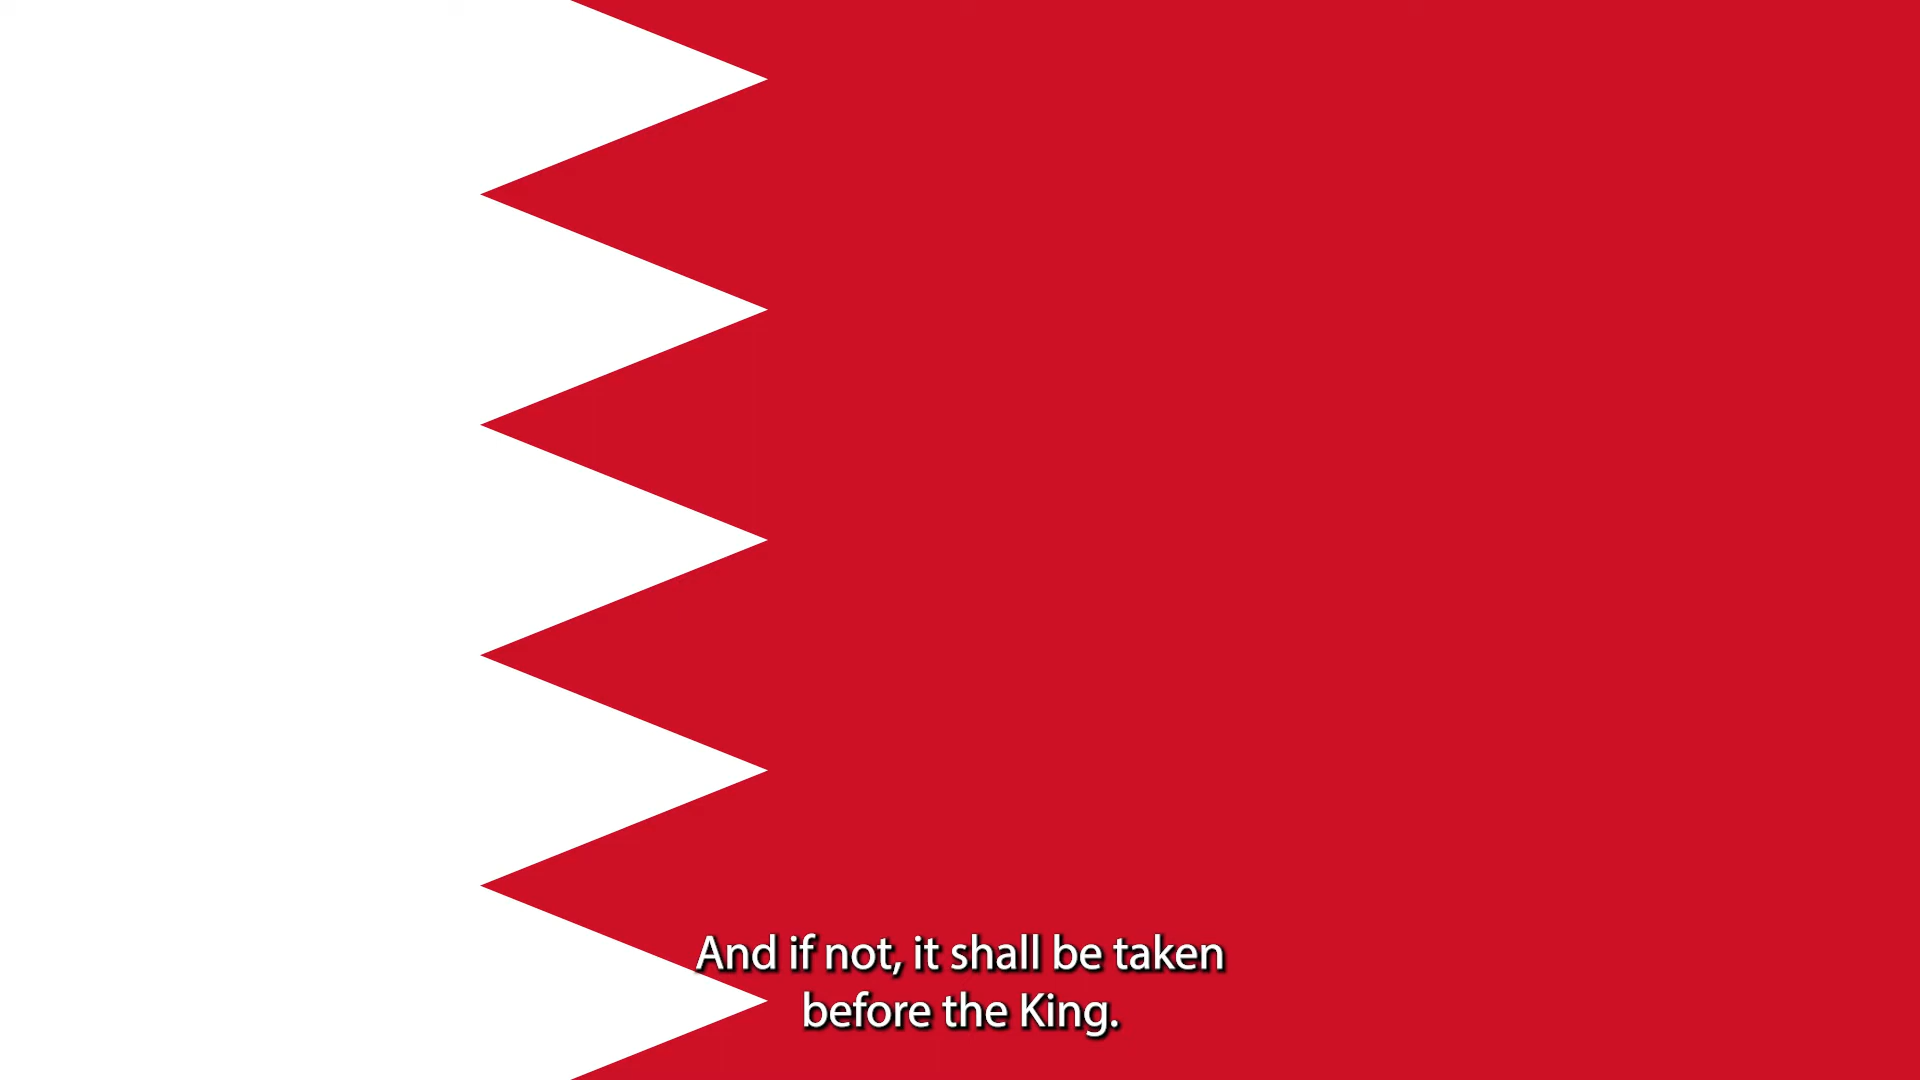 And if not, it shall be taken
before the King.